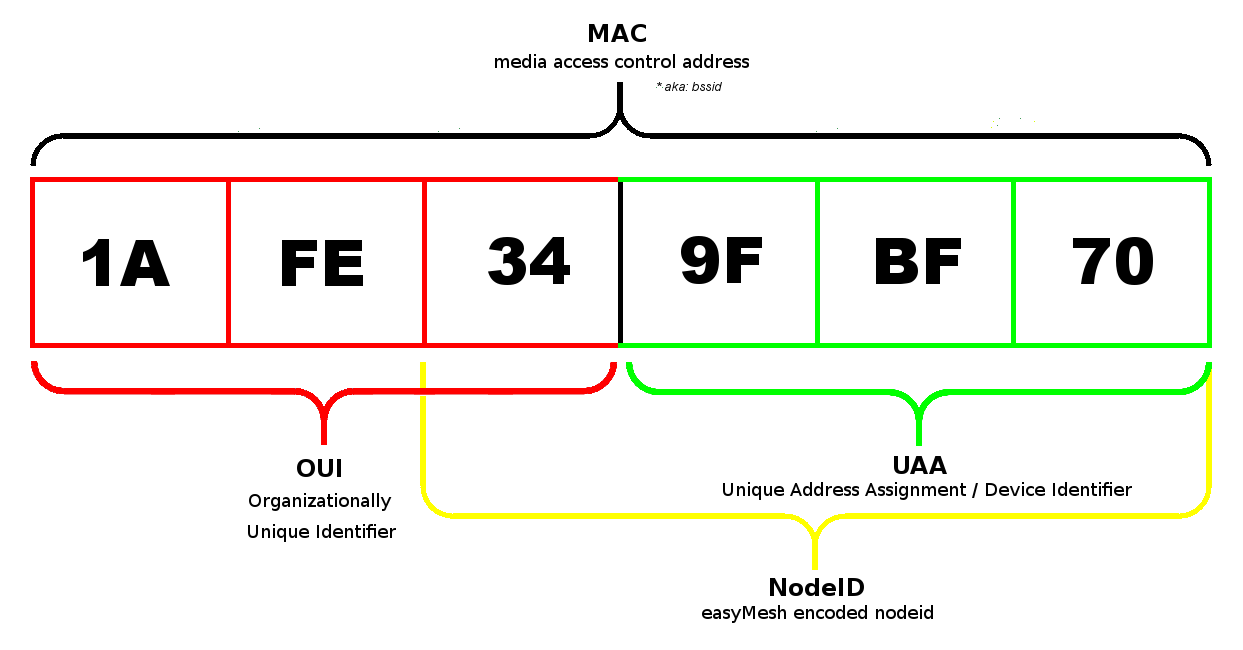 MAC
media access control address
* aka: bssid
1A FE 34 9F BF 70
OUI
Organizationally
Unique Identifier
UAA
Unique Address Assignment / Device Identifier
NodeID
easyMesh encoded nodeid